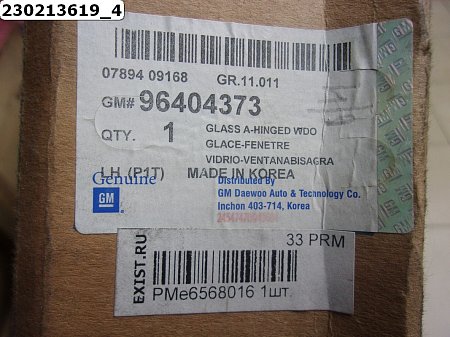 230213619_4
07894 09168 GR.11.011
GM# 96404373
QTY. 1 GLASS A-HINGED WDO
GLACE-FENETRE
VIDRIO-VENTANABISAGRA
LH (P1T) MADE IN KOREA
Genuine
GM
Distributed By
GM Daewoo Auto & Technology Co.
Inchon 403-714, Korea
EXIST.RU
33 PRM
PMe6568016 1шт.